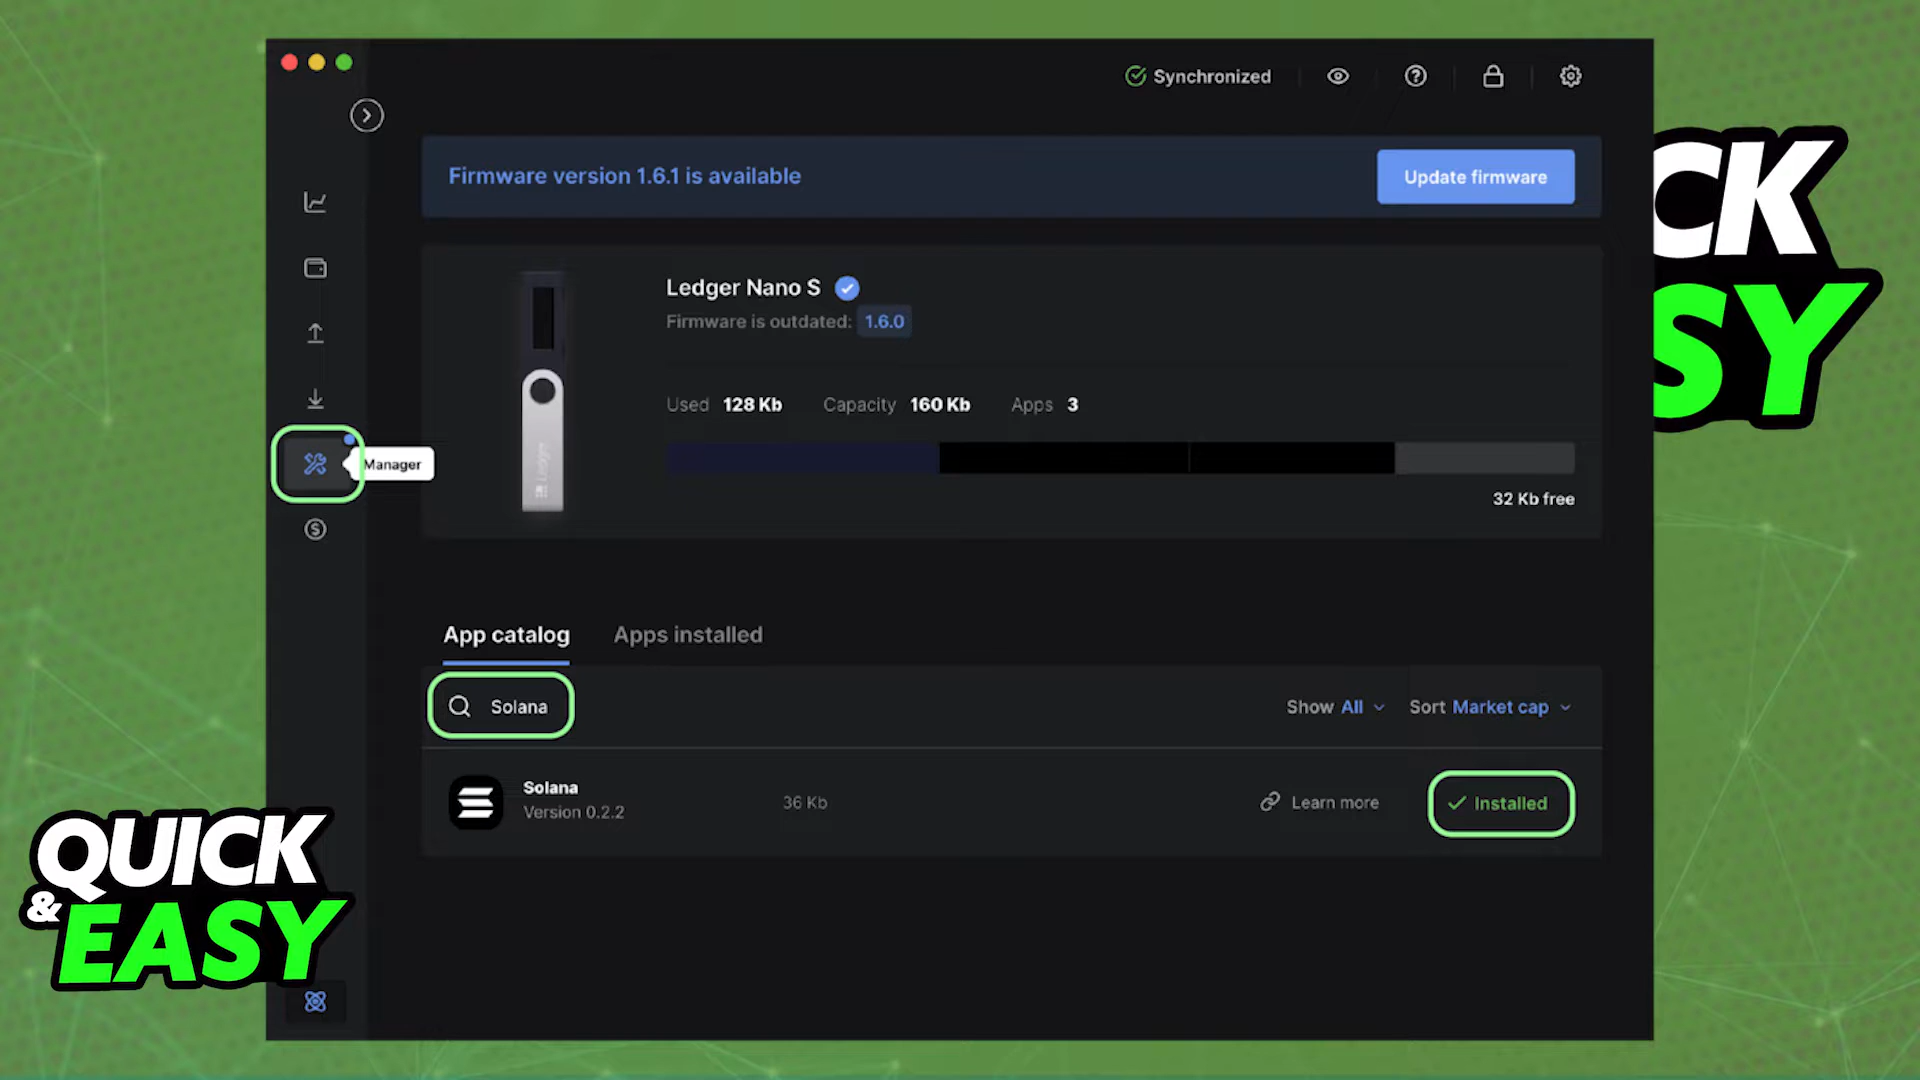 Synchronized
Firmware version 1.6.1 is available
Update firmware
CK
SY
Ledger Nano S
Firmware is outdated: 1.6.0
Used 128 Kb Capacity 160 Kb Apps 3
Manager
32 Kb free
App catalog Apps installed
Solana
Show All Sort Market cap
Solana
Version 0.2.2
36 Kb
Learn more
Installed
QUICK
& EASY
Ledger